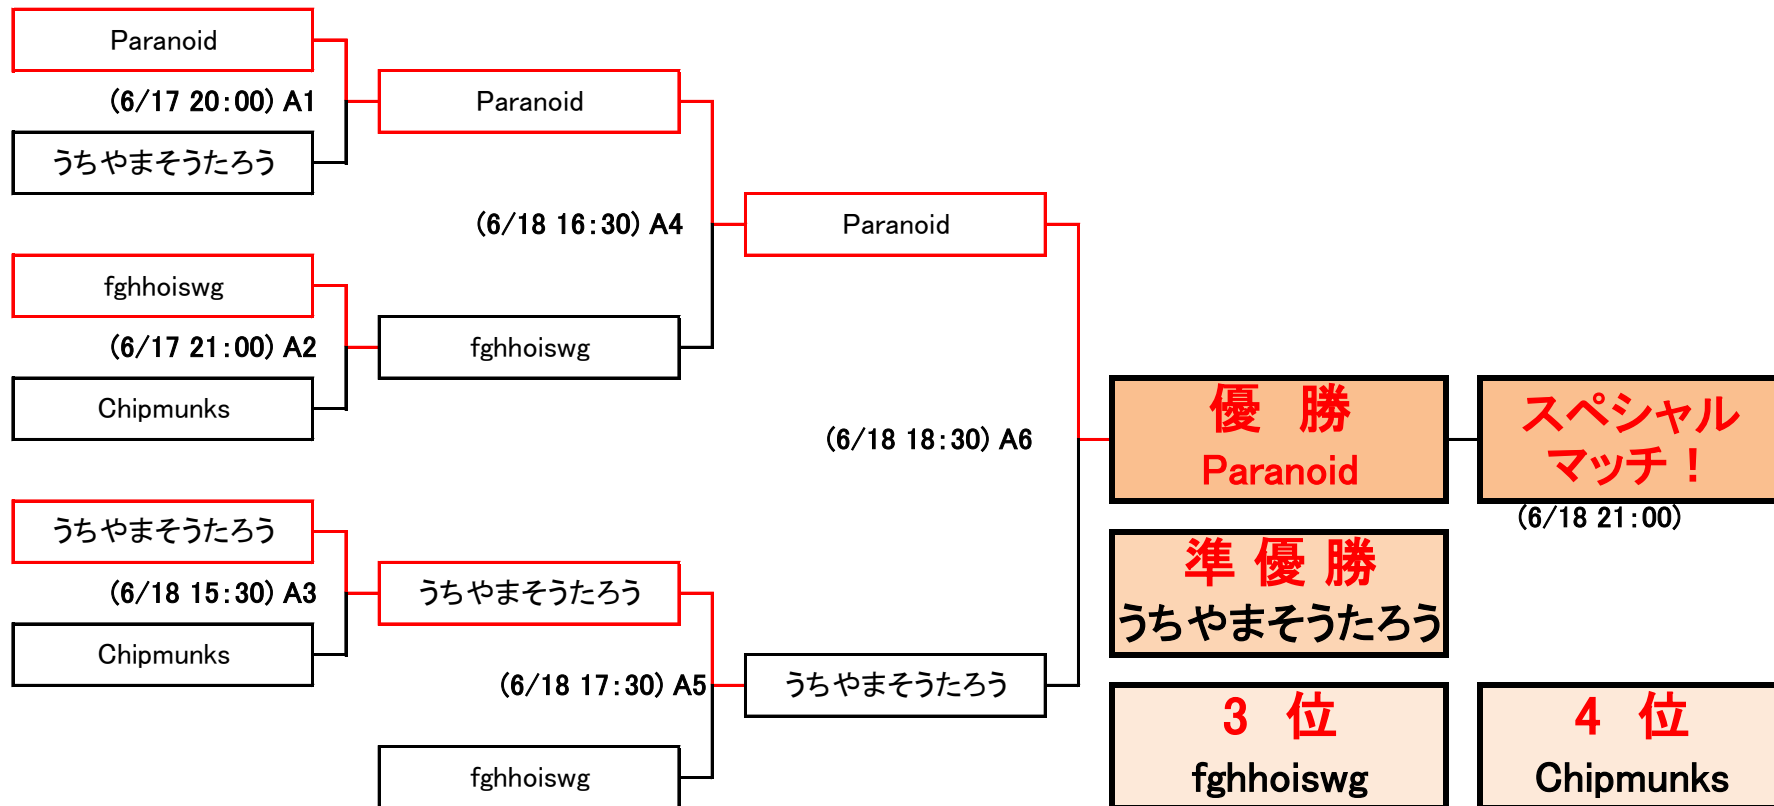 Paranoid
(6/17 20:00) A1
うちやまそうたろう
Paranoid
(6/18 16:30) A4
fghhoiswg
(6/17 21:00) A2
Chipmunks
fghhoiswg
Paranoid
(6/18 18:30) A6
うちやまそうたろう
(6/18 15:30) A3
Chipmunks
うちやまそうたろう
(6/18 17:30) A5
fghhoiswg
うちやまそうたろう
優 勝
Paranoid
スペシャル
マッチ！
(6/18 21:00)
準 優 勝
うちやまそうたろう
3 位
fghhoiswg
4 位
Chipmunks